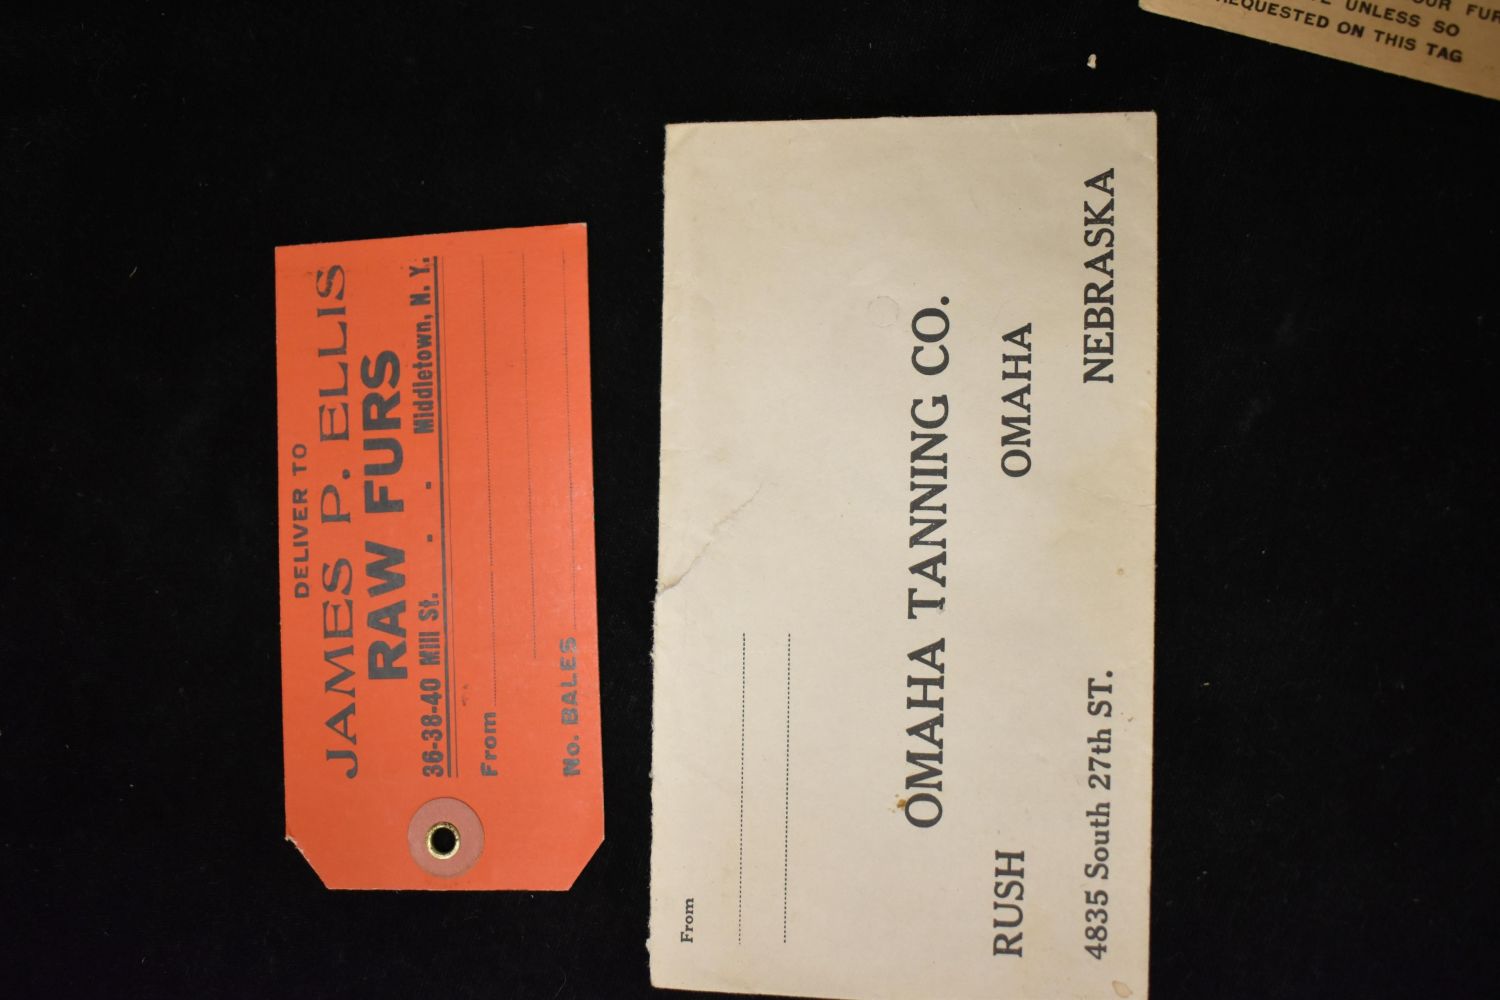 DELIVER TO
JAMES P. ELLIS
RAW FURS
36-38-40 Mill St. - - Middletown, N. Y.
From
No. BALES
From
OMAHA TANNING CO.
RUSH OMAHA
4835 South 27th ST. NEBRASKA
OUR FUR
UNLESS SO
REQUESTED ON THIS TAG